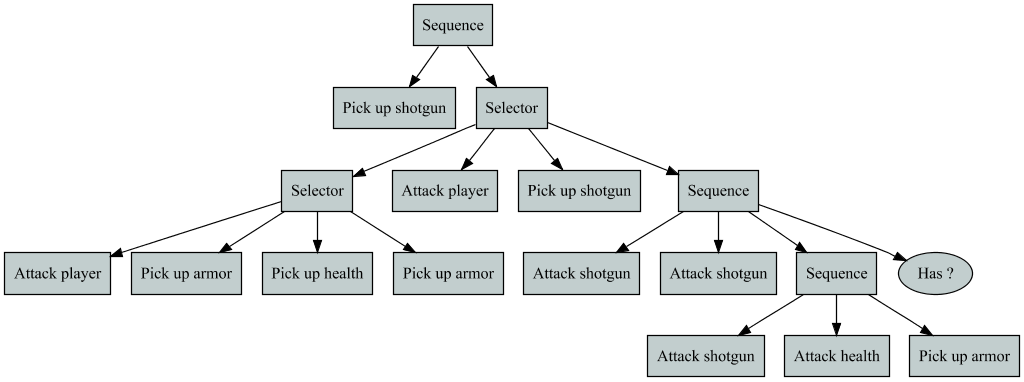 Sequence
Pick up shotgun
Selector
Selector
Attack player
Pick up shotgun
Sequence
Attack player
Pick up armor
Pick up health
Pick up armor
Attack shotgun
Attack shotgun
Sequence
Has ?
Attack shotgun
Attack health
Pick up armor